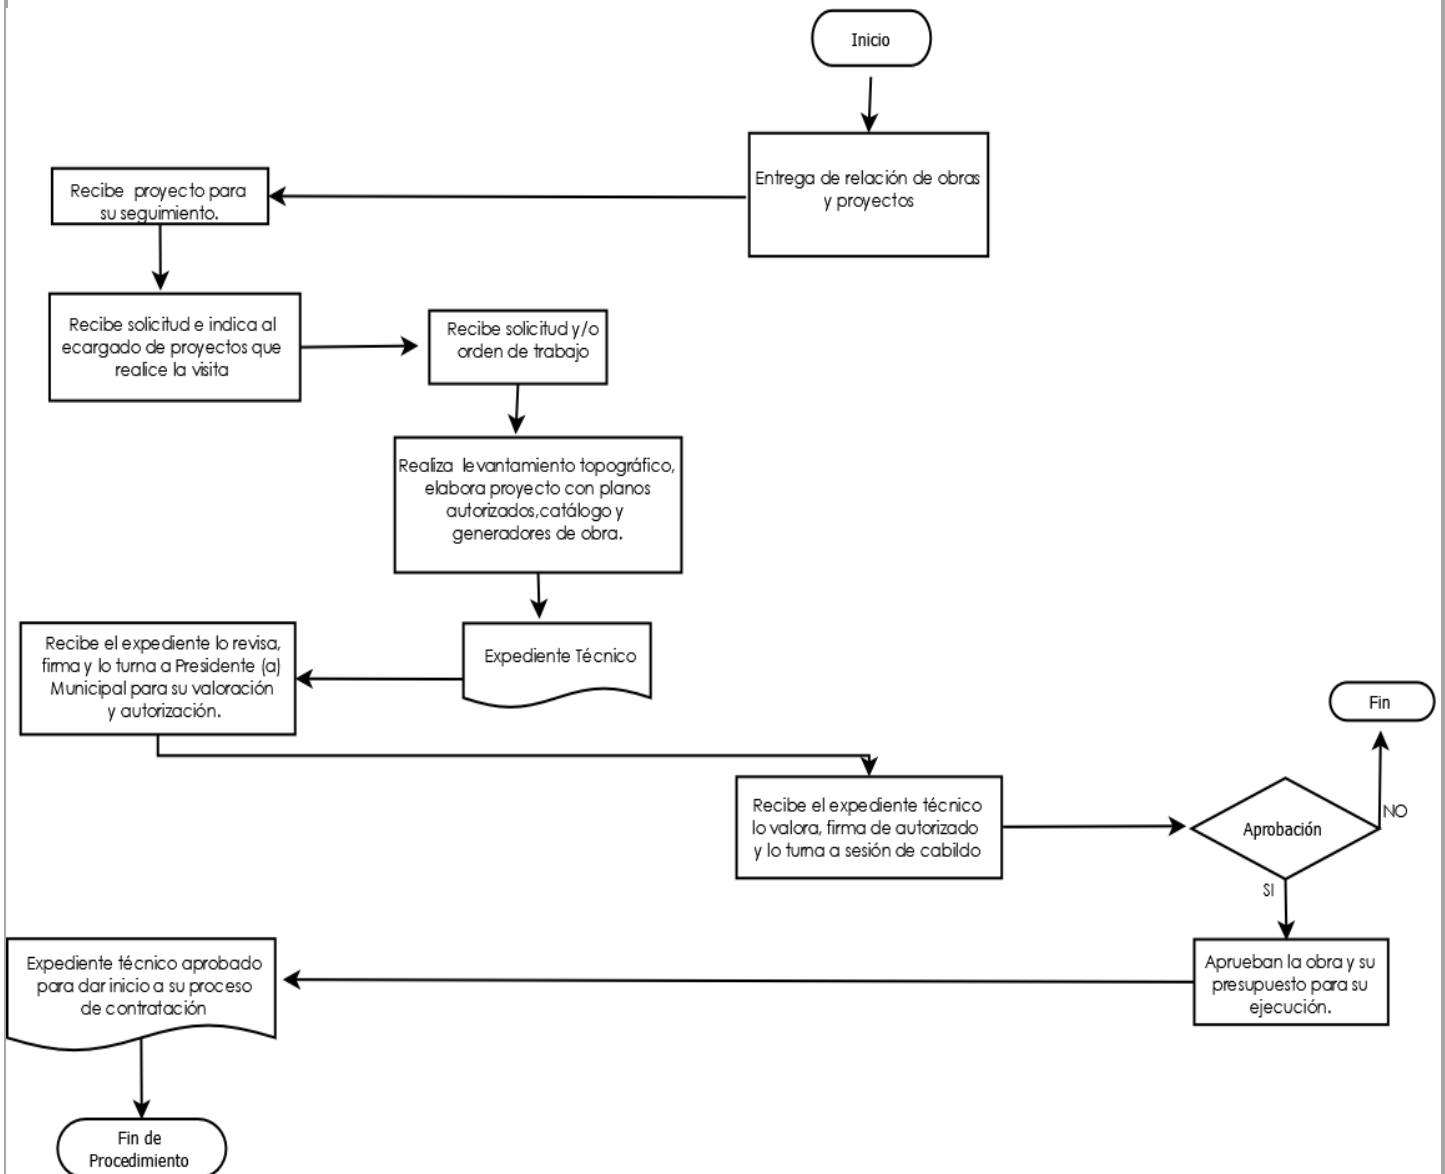 Inicio
Entrega de relación de obras
y proyectos
Recibe proyecto para
su seguimiento.
Recibe solicitud e indica al
ecargado de proyectos que
realice la visita
Recibe solicitud y/o
orden de trabajo
Realiza levantamiento topográfico,
elabora proyecto con planos
autorizados,catálogo y
generadores de obra.
Expediente Técnico
Recibe el expediente lo revisa,
firma y lo turna a Presidente (a)
Municipal para su valoración
y autorización.
Recibe el expediente técnico
lo valora, firma de autorizado
y lo turna a sesión de cabildo
Aprobación
NO
Fin
SI
Aprueban la obra y su
presupuesto para su
ejecución.
Expediente técnico aprobado
para dar inicio a su proceso
de contratación
Fin de
Procedimiento